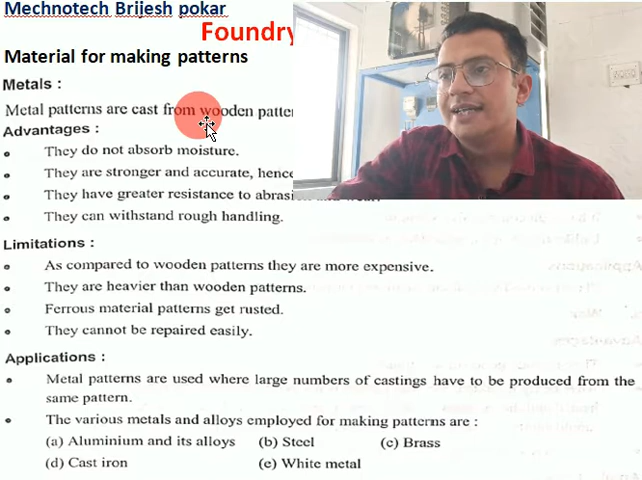 Mechnotech Brijesh pokar
Foundry
Material for making patterns
Metals :
Metal patterns are cast from wooden
Advantages :
They do not absorb moisture.
They are stronger and accurate, hence
They have greater resistance to
They can withstand rough handling.
Limitations :
As compared to wooden patterns they are more expensive.
They are heavier than wooden patterns.
Ferrous material patterns get rusted.
They cannot be repaired easily.
Applications :
Metal patterns are used where large numbers of castings have to be produced from the
same pattern.
The various metals and alloys employed for making patterns are :
(a) Aluminium and its alloys (b) Steel (c) Brass
(d) Cast iron (e) White metal